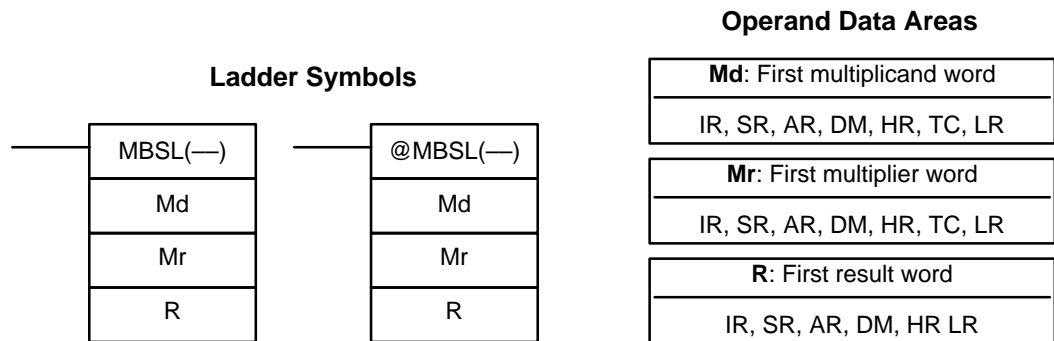 Operand Data Areas
Ladder Symbols
Md: First multiplicand word
IR, SR, AR, DM, HR, TC, LR
MBSL(––)
@MBSL(––)
Mr: First multiplier word
Md
Md
IR, SR, AR, DM, HR, TC, LR
Mr
Mr
R: First result word
R
R
IR, SR, AR, DM, HR LR